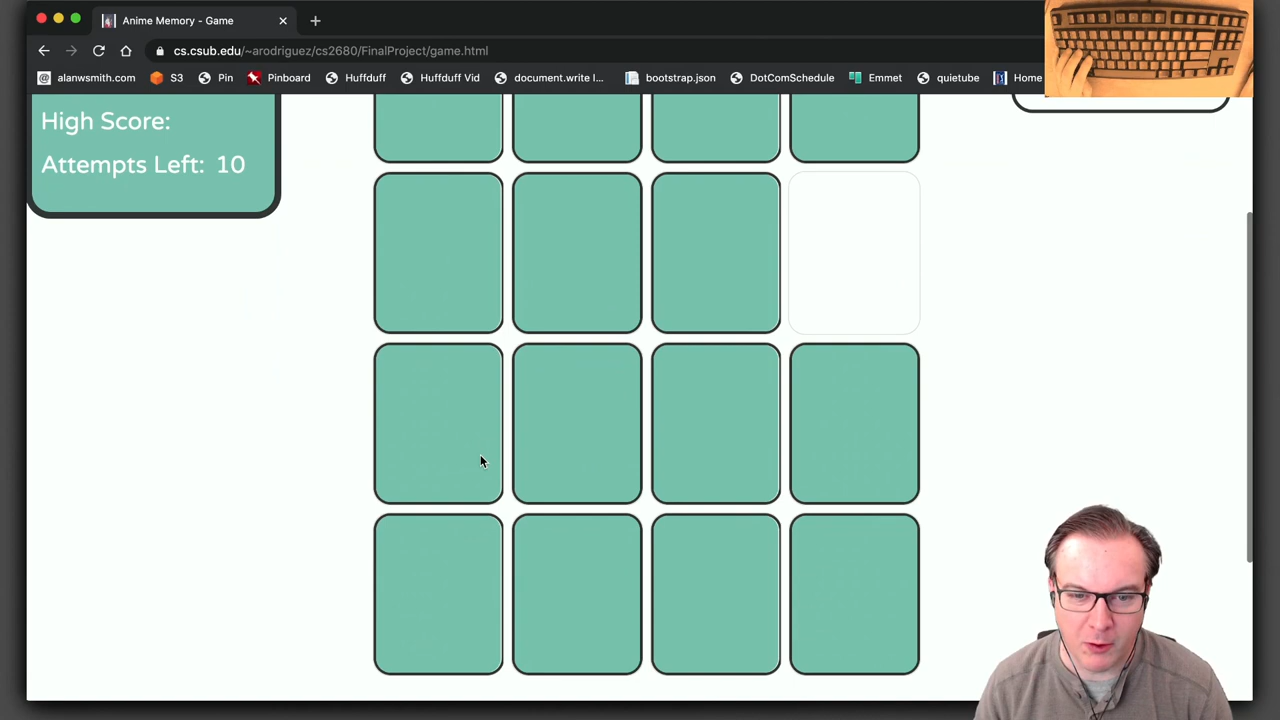 Anime Memory - Game
cs.csub.edu/~arodriguez/cs2680/FinalProject/game.html
alanwsmith.com S3 Pin Pinboard Huffduff Huffduff Vid document.write I... bootstrap.json DotComSchedule Emmet quietube Home
High Score:
Attempts Left: 10